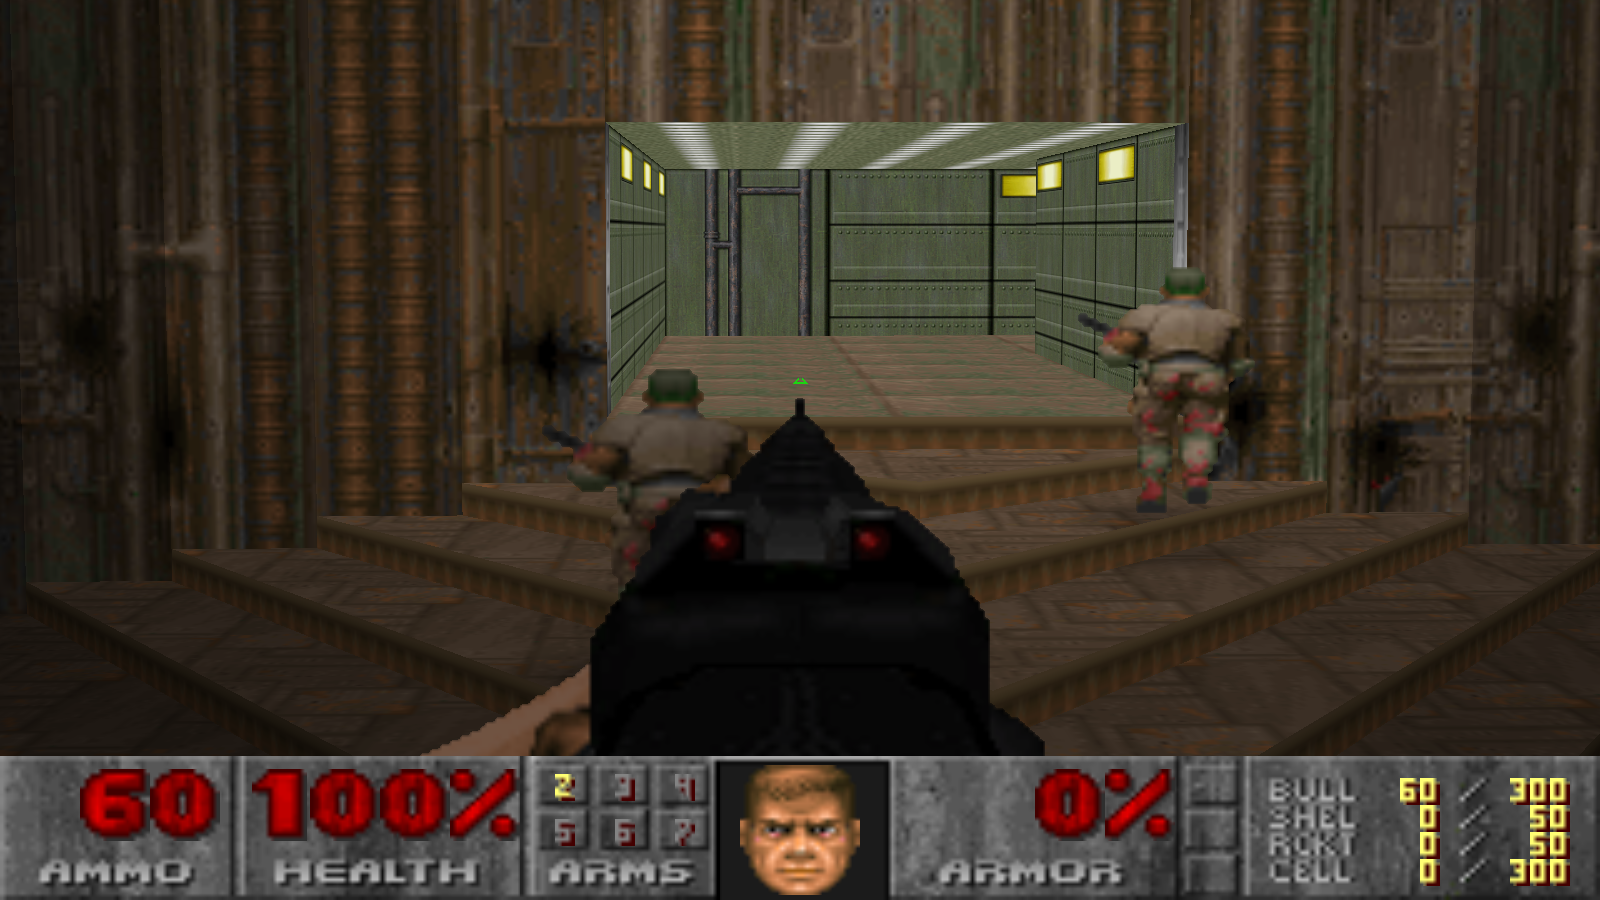 60 100% 2 3 4 0% BULL 60 / 300
5 6 7 SHEL 0 / 50
RCKT 0 / 50
AMMO HEALTH ARMS ARMOR CELL 0 / 300